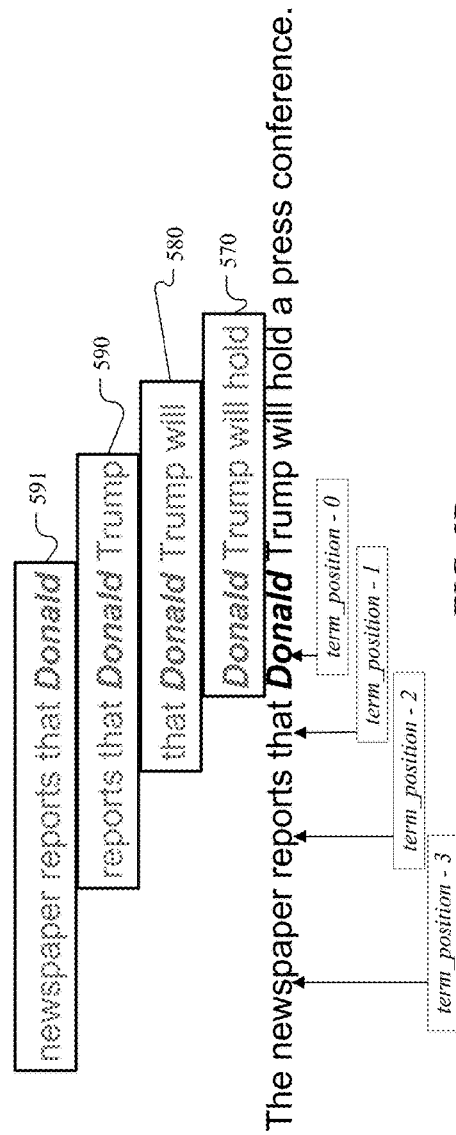 newspaper reports that Donald
591
reports that Donald Trump
590
that Donald Trump will
580
Donald Trump will hold
570
The newspaper reports that Donald Trump will hold a press conference.
term_position - 0
term_position - 1
term_position - 2
term_position - 3